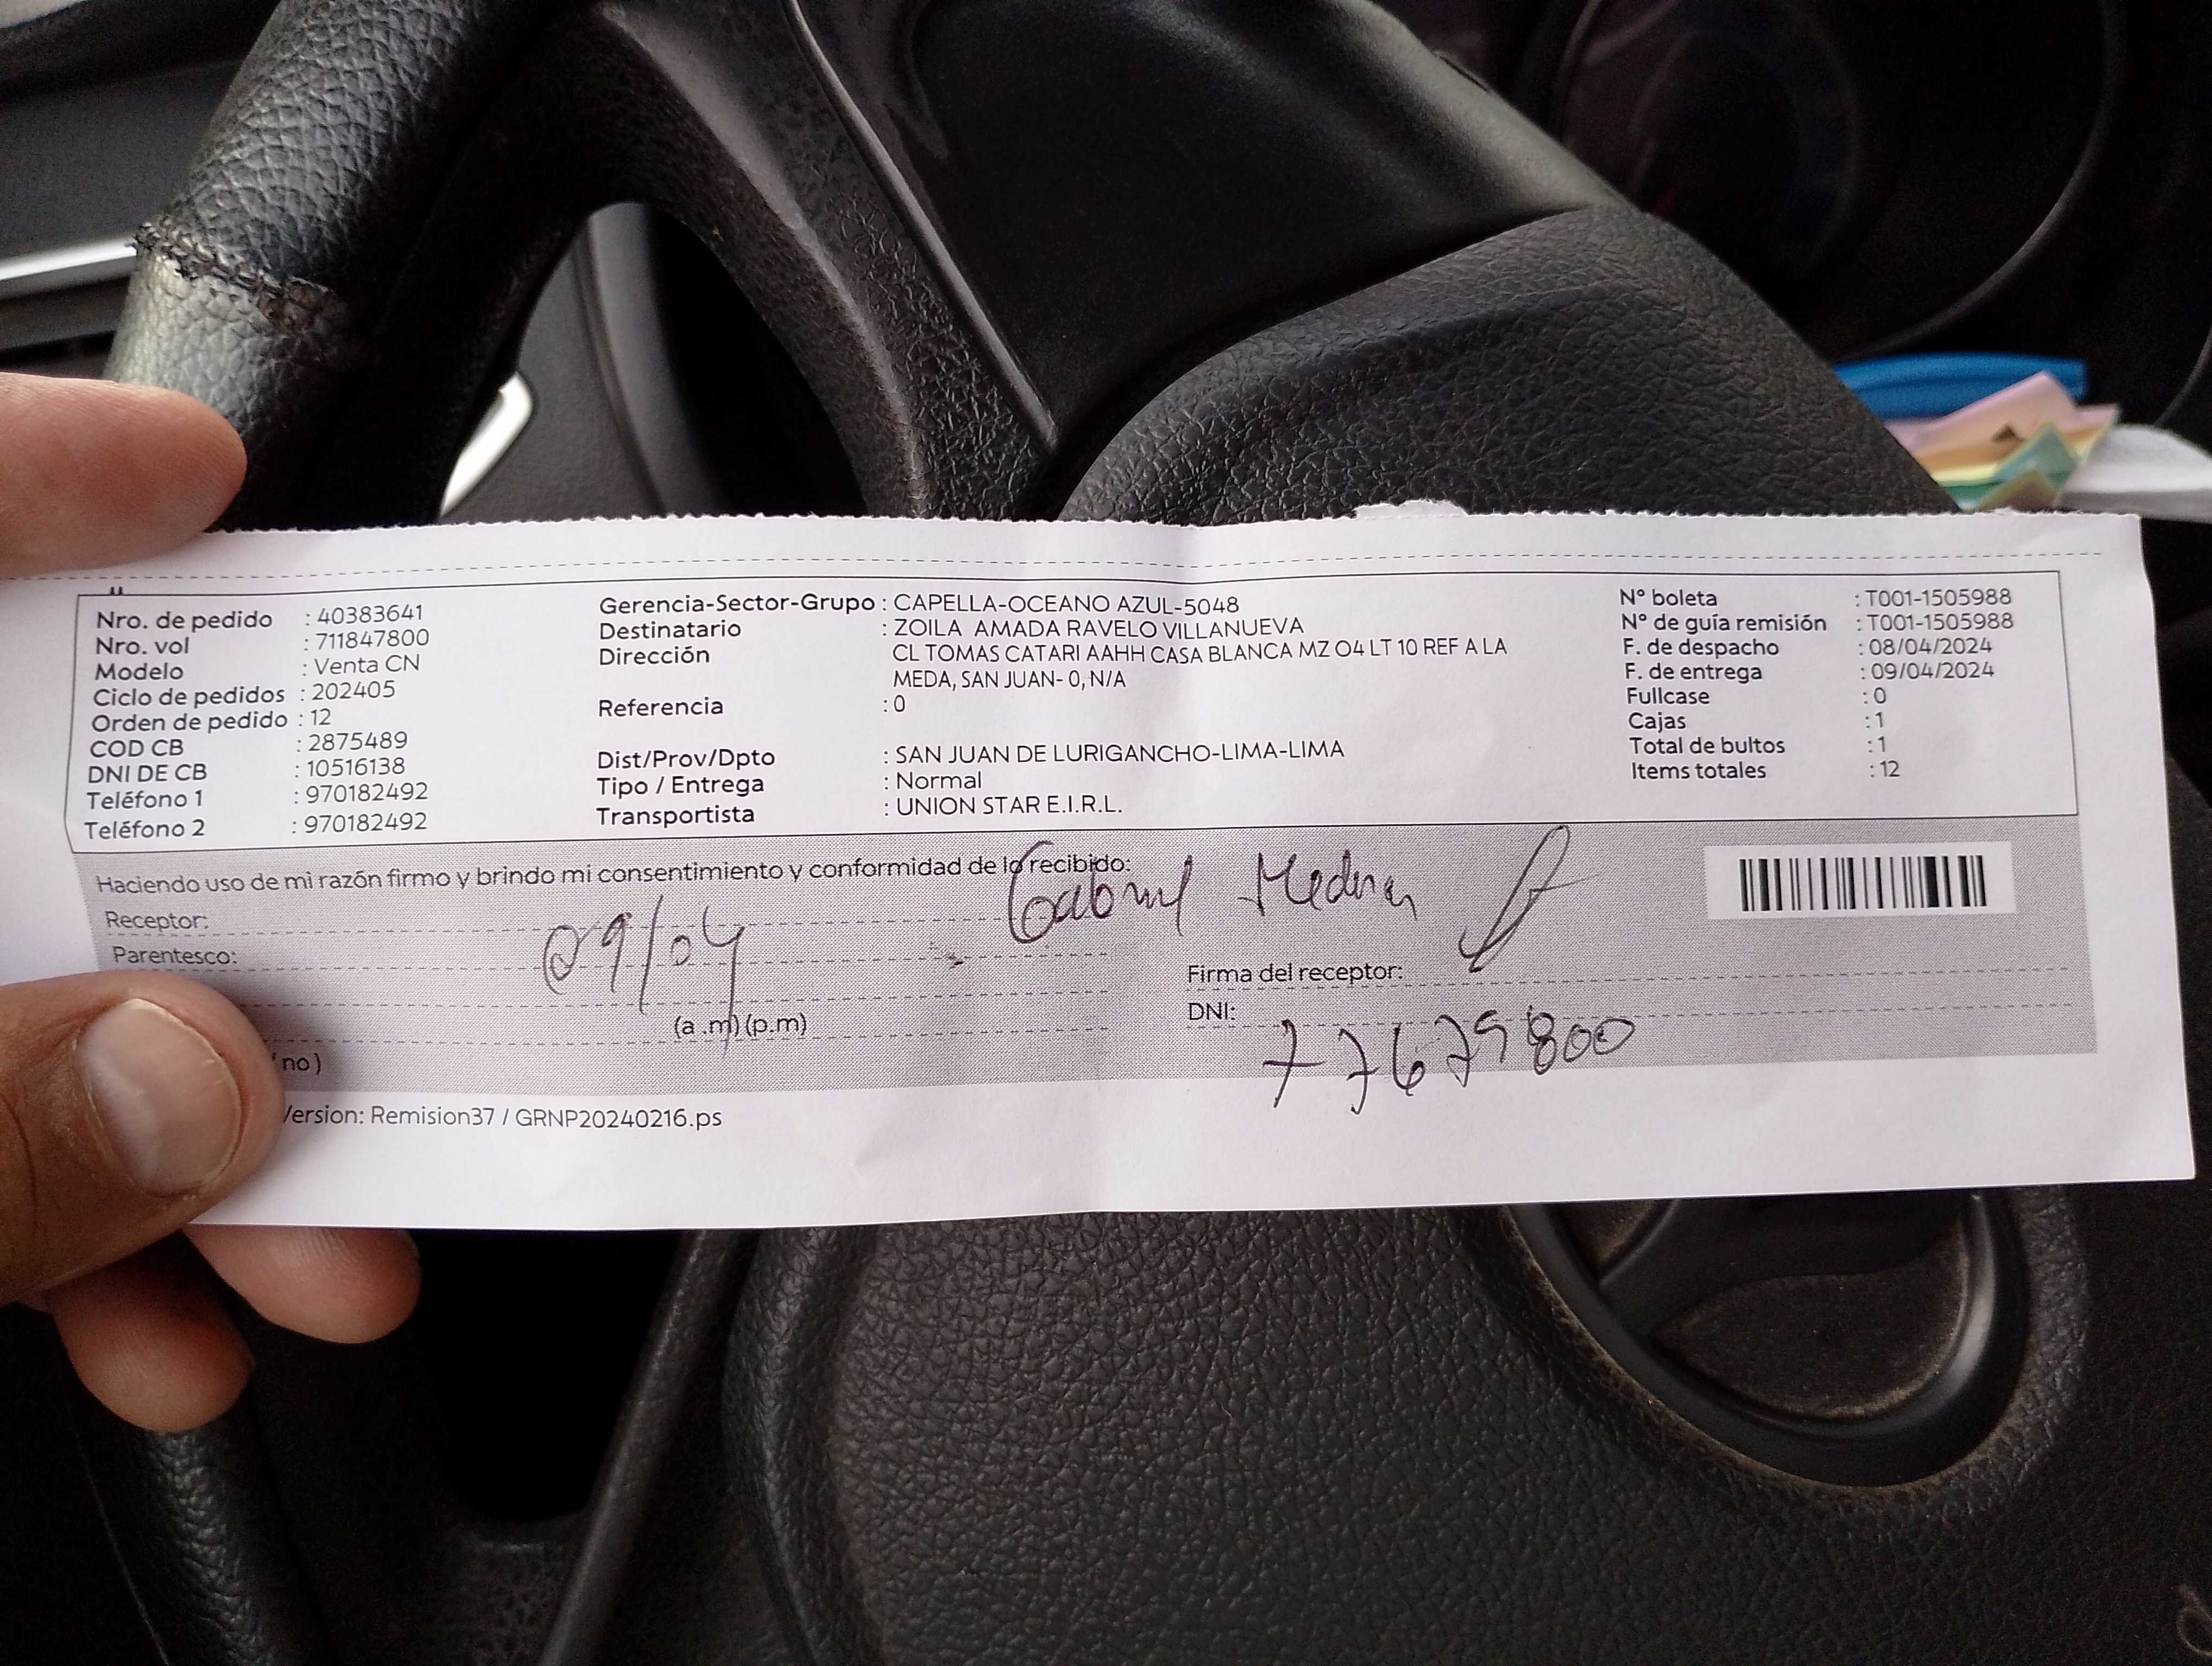 Nro. de pedido : 40383641
Nro. vol : 711847800
Modelo : Venta CN
Ciclo de pedidos : 202405
Orden de pedido : 12
COD CB : 2875489
DNI DE CB : 10516138
Teléfono 1 : 970182492
Teléfono 2 : 970182492
Gerencia-Sector-Grupo : CAPELLA-OCEANO AZUL-5048
Destinatario : ZOILA AMADA RAVELO VILLANUEVA
Dirección CL TOMAS CATARI AAHH CASA BLANCA MZ O4 LT 10 REF A LA
MEDA, SAN JUAN- 0, N/A
Referencia : 0
Dist/Prov/Dpto : SAN JUAN DE LURIGANCHO-LIMA-LIMA
Tipo / Entrega : Normal
Transportista : UNION STAR E.I.R.L.
N° boleta : T001-1505988
N° de guía remisión : T001-1505988
F. de despacho : 08/04/2024
F. de entrega : 09/04/2024
Fullcase : 0
Cajas : 1
Total de bultos : 1
Items totales : 12
Haciendo uso de mi razón firmo y brindo mi consentimiento y conformidad de lo recibido:
Gabriel Medina
Receptor:
09/04
Parentesco:
(a .m) (p.m)
no )
Firma del receptor:
DNI:
77679800
Version: Remision37 / GRNP20240216.ps